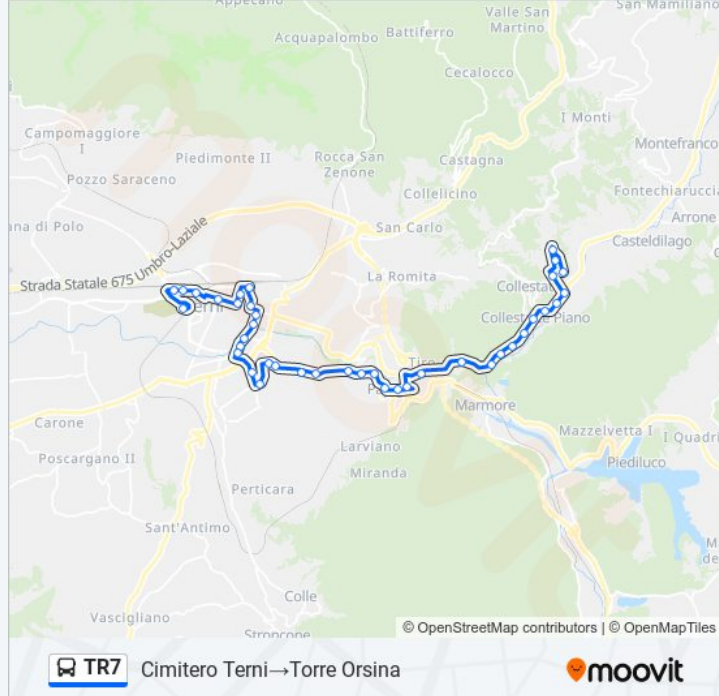 Appecano
San Mamiliano
Valle San
Martino
Acquapalombo
Battiferro
Cecalocco
I Monti
Campomaggiore
I
Piedimonte II
Rocca San
Zenone
Castagna
Montefranco
Pozzo Saraceno
Collelicino
Fontechiaruccia
ana di Polo
San Carlo
Arrone
Casteldilago
Strada Statale 675 Umbro-Laziale
La Romita
Collestatte
Terni
Collestatte Piano
Carone
Marmore
Mazzelvetta I
I Quadri
Poscargano II
Larviano
Piediluco
Miranda
Perticara
Sant'Antimo
Colle
Vascigliano
Stroncone
© OpenStreetMap contributors | © OpenMapTiles
TR7
Cimitero Terni→Torre Orsina
moovit